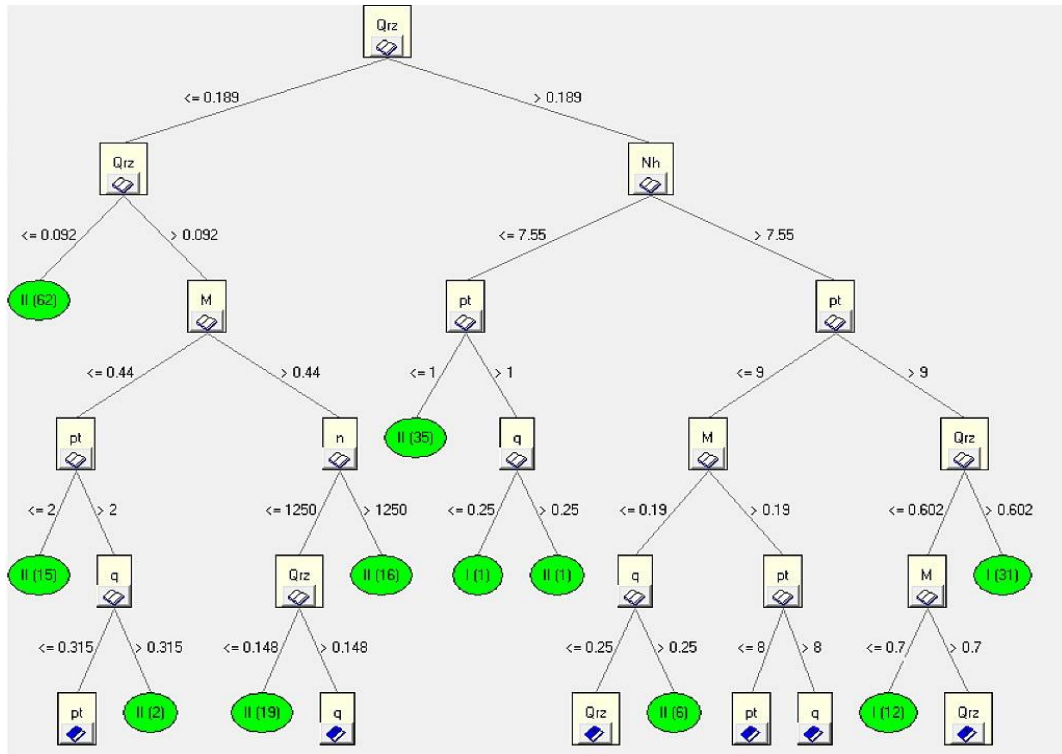 Qrz
<= 0.189 > 0.189
Qrz Nh
<= 0.092 > 0.092 <= 7.55 > 7.55
II (62) M pt pt
<= 0.44 > 0.44 <= 1 > 1 <= 9 > 9
pt n II (35) q M Qrz
<= 2 > 2 <= 1250 > 1250 <= 0.25 > 0.25 <= 0.19 > 0.19 <= 0.602 > 0.602
II (15) q Qrz II (16) I (1) II (1) q pt M I (31)
<= 0.315 > 0.315 <= 0.148 > 0.148 <= 0.25 > 0.25 <= 8 > 8 <= 0.7 > 0.7
pt II (2) II (19) q Qrz II (6) pt q I (12) Qrz